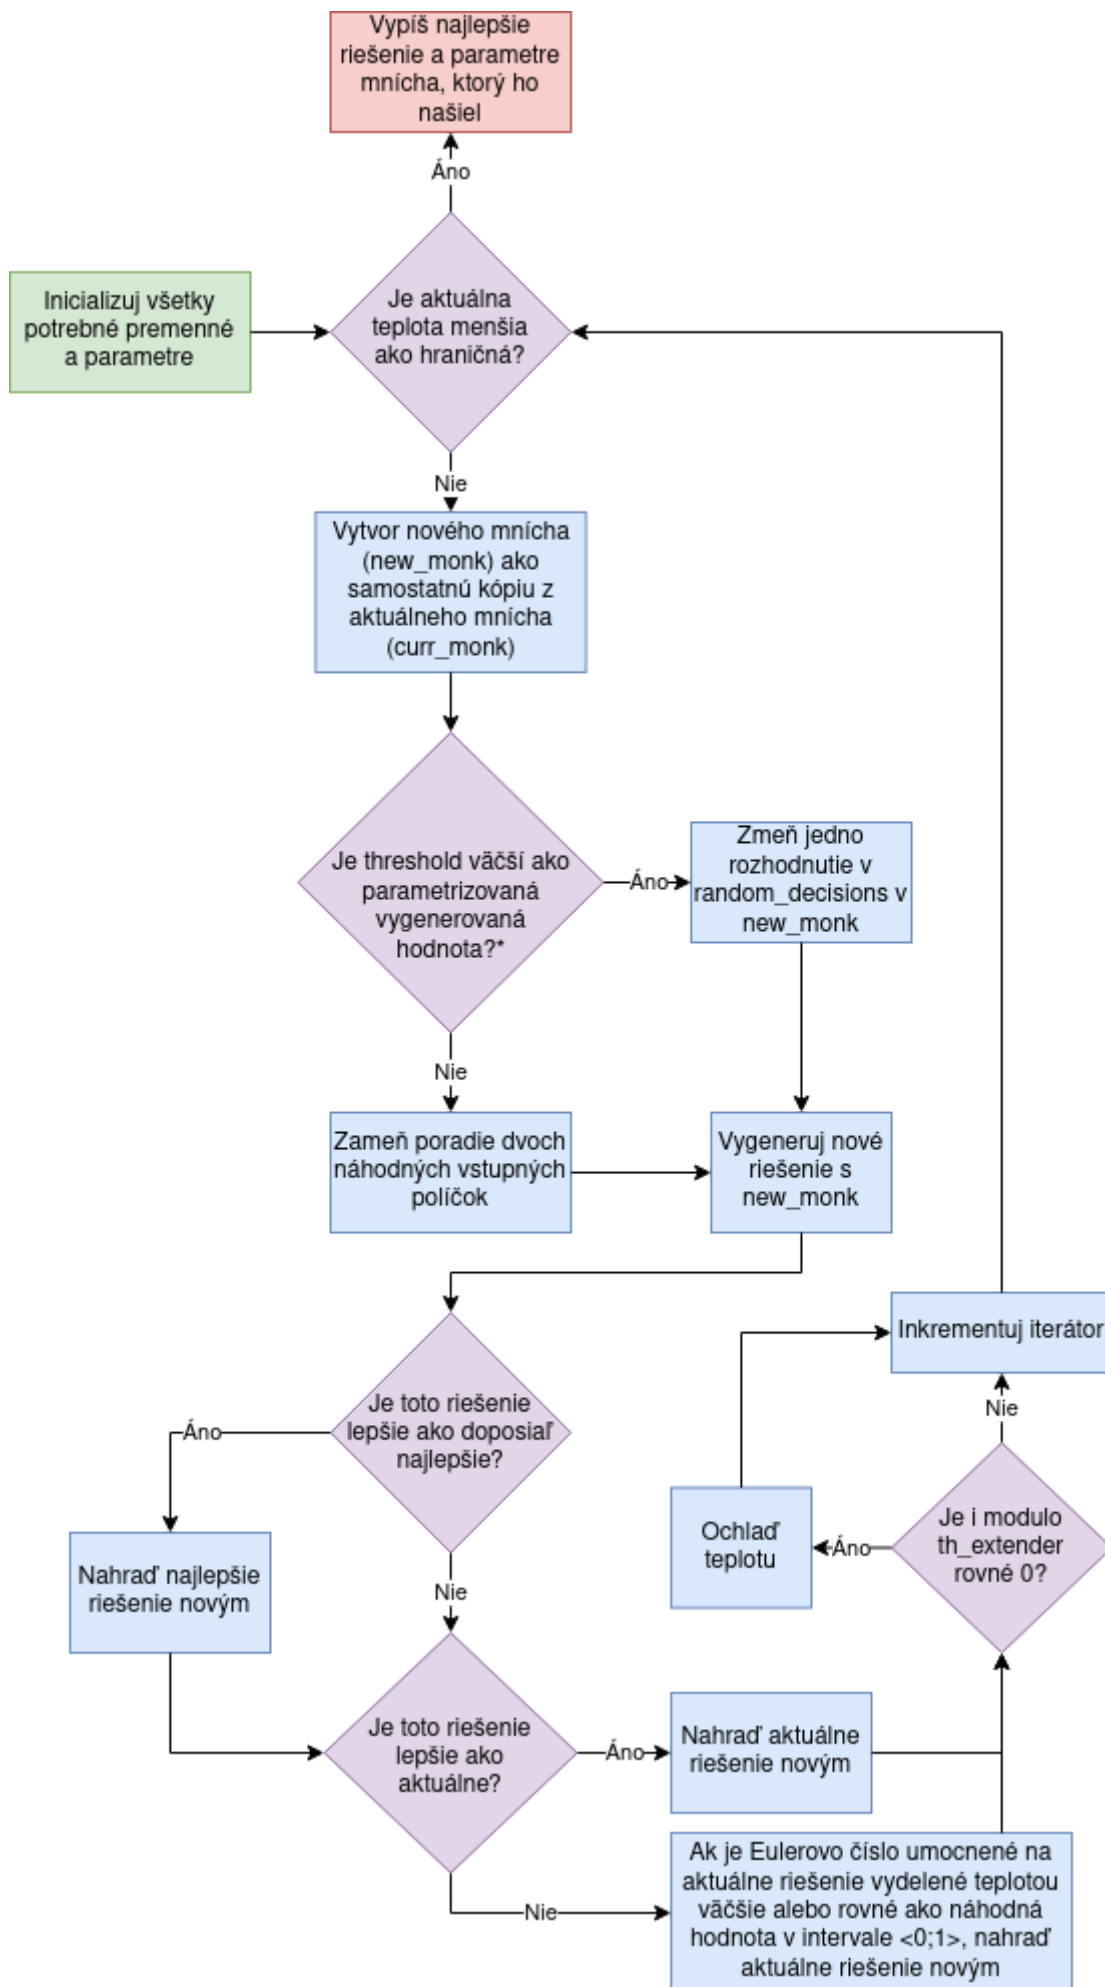 Vypíš najlepšie
riešenie a parametre
mnícha, ktorý ho
našiel
Áno
Inicializuj všetky
potrebné premenné
a parametre
Je aktuálna
teplota menšia
ako hraničná?
Nie
Vytvor nového mnícha
(new_monk) ako
samostatnú kópiu z
aktuálneho mnícha
(curr_monk)
Je threshold väčší ako
parametrizovaná
vygenerovaná
hodnota?*
Áno
Zmeň jedno
rozhodnutie v
random_decisions v
new_monk
Nie
Zameň poradie dvoch
náhodných vstupných
políčok
Vygeneruj nové
riešenie s
new_monk
Inkrementuj iterátor
Je toto riešenie
lepšie ako doposiaľ
najlepšie?
Áno
Nie
Nahraď najlepšie
riešenie novým
Nie
Je i modulo
th_extender
rovné 0?
Áno
Ochlaď
teplotu
Je toto riešenie
lepšie ako
aktuálne?
Áno
Nahraď aktuálne
riešenie novým
Nie
Ak je Eulerovo číslo umocnené na
aktuálne riešenie vydelené teplotou
väčšie alebo rovné ako náhodná
hodnota v intervale <0;1>, nahraď
aktuálne riešenie novým